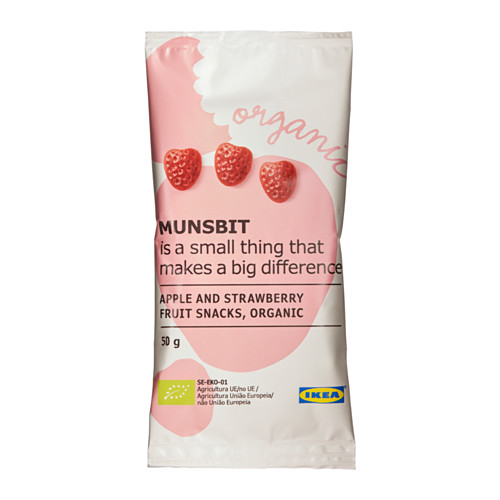 organic
MUNSBIT
is a small thing that
makes a big difference
APPLE AND STRAWBERRY
FRUIT SNACKS, ORGANIC
50 g
SE-EKO-01
Agricultura UE/no UE /
Agricultura União Europeia/
não União Europeia
IKEA